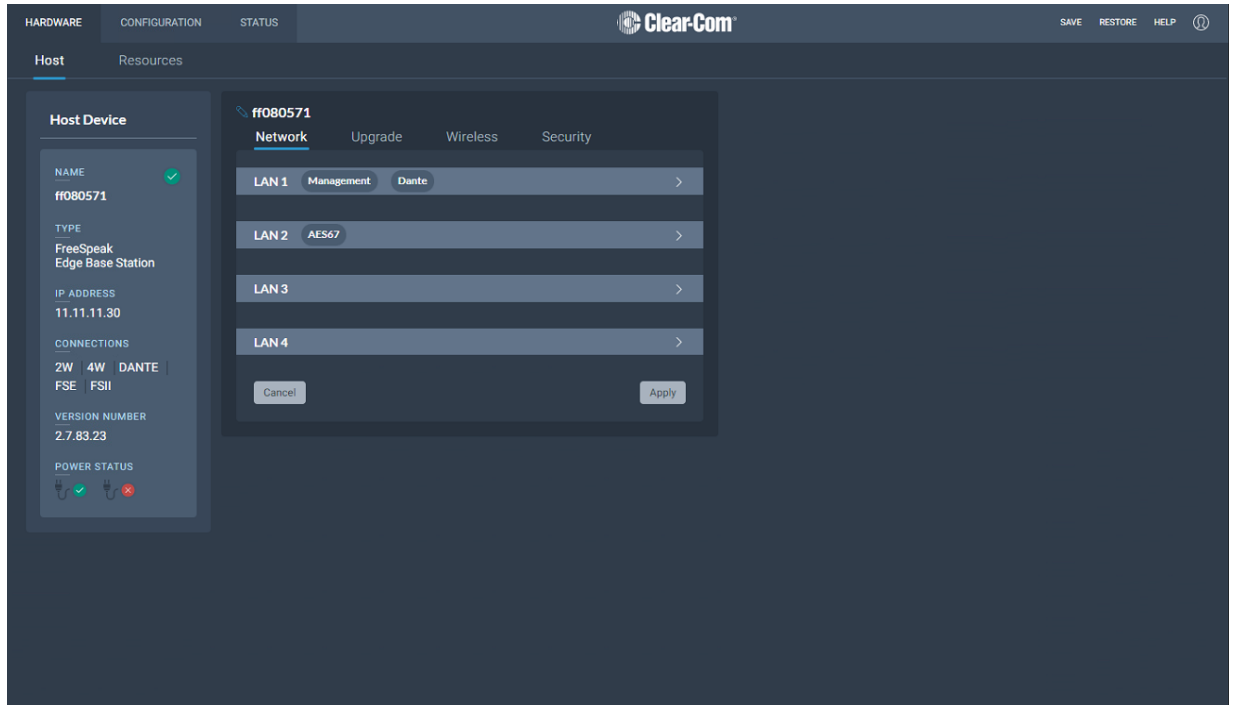 HARDWARE CONFIGURATION STATUS Clear-Com® SAVE RESTORE HELP
Host Resources
Host Device
NAME
ff080571
TYPE
FreeSpeak
Edge Base Station
IP ADDRESS
11.11.11.30
CONNECTIONS
2W 4W DANTE
FSE FSII
VERSION NUMBER
2.7.83.23
POWER STATUS
ff080571
Network Upgrade Wireless Security
LAN 1 Management Dante
LAN 2 AES67
LAN 3
LAN 4
Cancel Apply